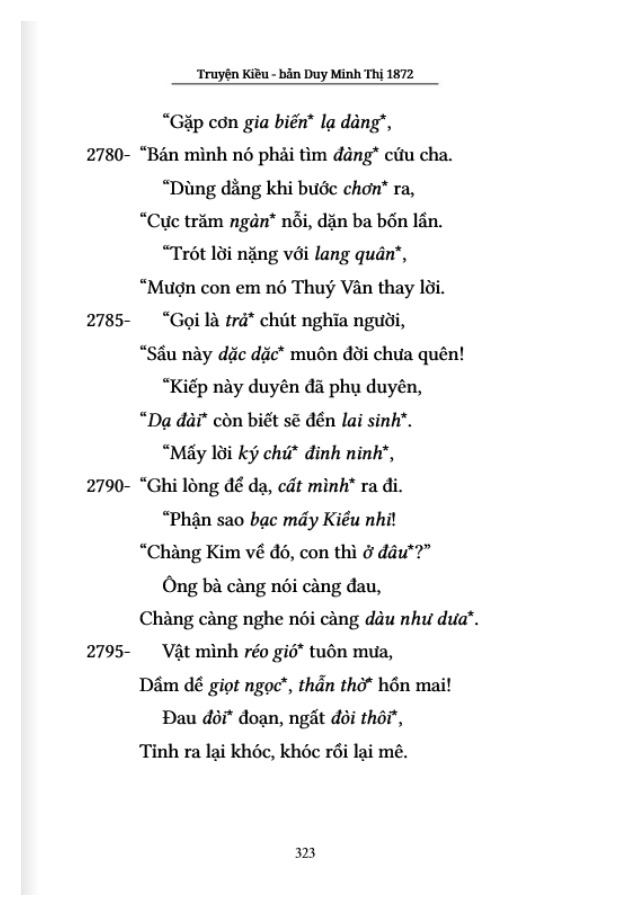 Truyện Kiều - bản Duy Minh Thị 1872
“Gặp cơn gia biến* lạ dàng*,
2780- “Bán mình nó phải tìm đàng* cứu cha.
“Dùng dằng khi bước chơn* ra,
“Cực trăm ngàn* nỗi, dặn ba bốn lần.
“Trót lời nặng với lang quân*,
“Mượn con em nó Thuý Vân thay lời.
2785- “Gọi là trả* chút nghĩa người,
“Sầu này dặc dặc* muôn đời chưa quên!
“Kiếp này duyên đã phụ duyên,
“Dạ đài* còn biết sẽ đền lai sinh*.
“Mấy lời ký chú* đinh ninh*,
2790- “Ghi lòng để dạ, cất mình* ra đi.
“Phận sao bạc mấy Kiều nhi!
“Chàng Kim về đó, con thì ở đâu*?”
Ông bà càng nói càng đau,
Chàng càng nghe nói càng dàu như dưa*.
2795- Vật mình réo gió* tuôn mưa,
Dầm dề giọt ngọc*, thẫn thờ* hồn mai!
Đau đòi* đoạn, ngất đòi thôi*,
Tỉnh ra lại khóc, khóc rồi lại mê.
323